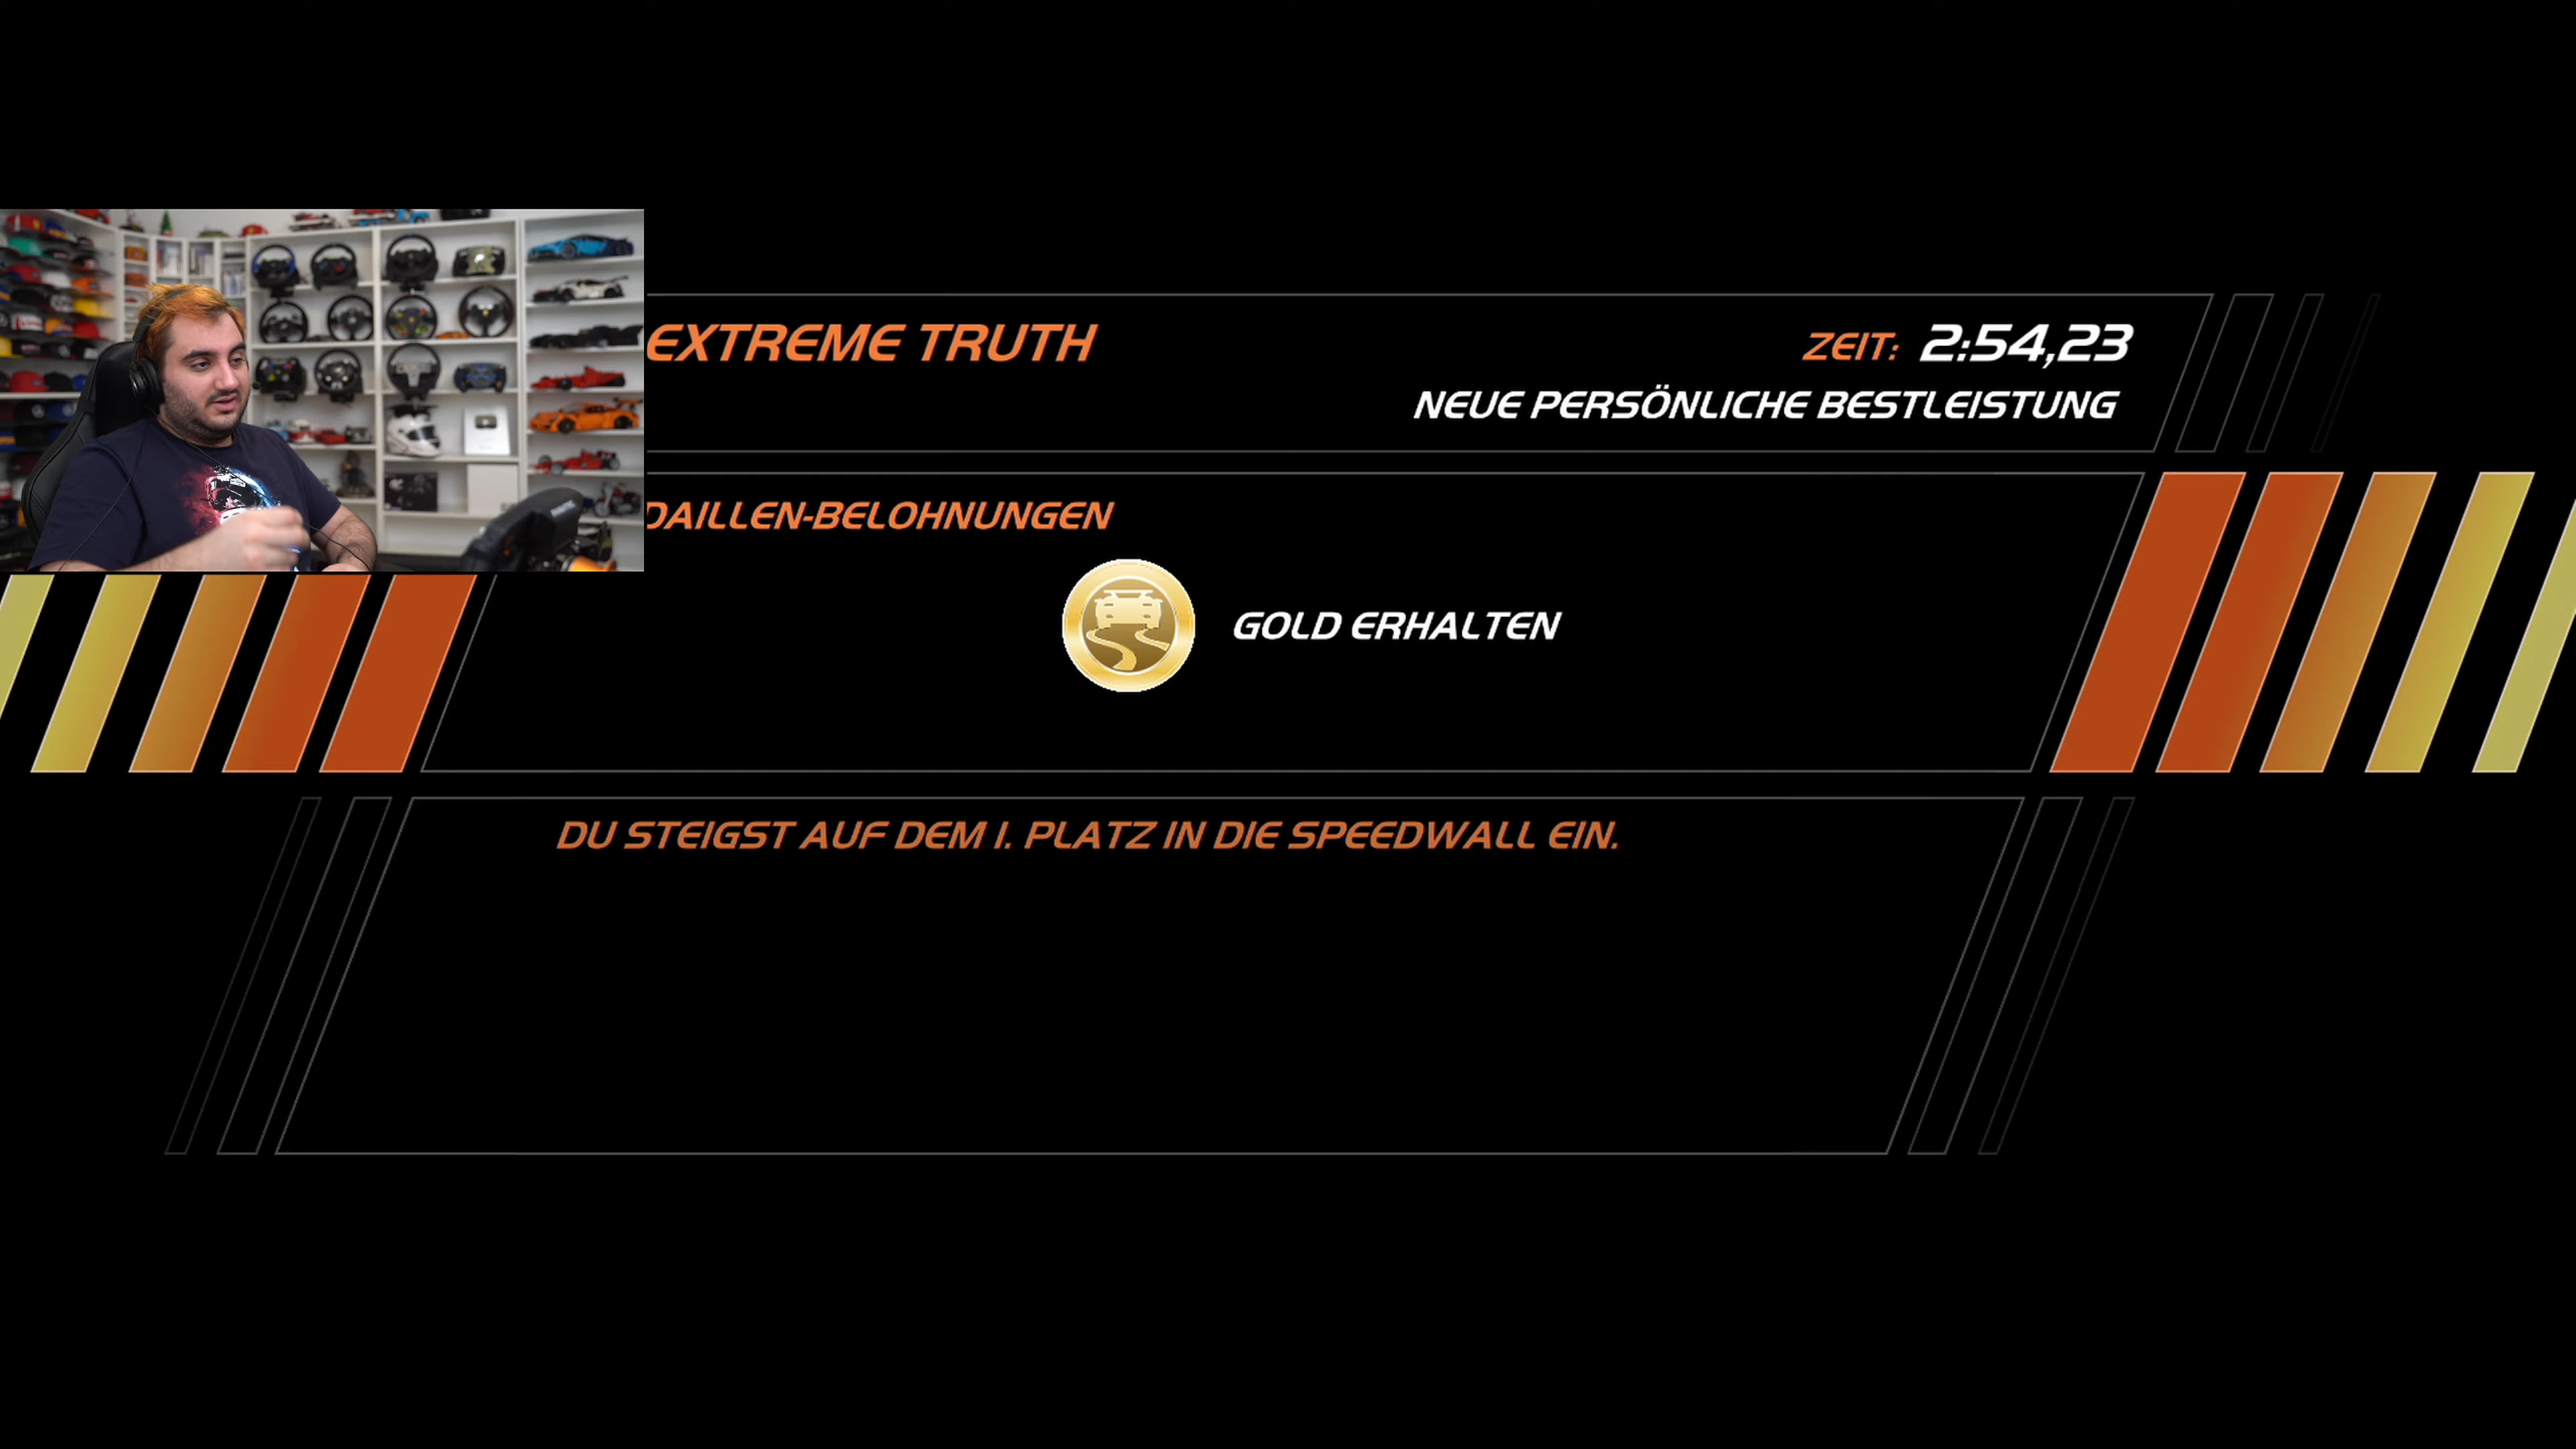 EXTREME TRUTH
ZEIT: 2:54,23
NEUE PERSÖNLICHE BESTLEISTUNG
DAILLEN-BELOHNUNGEN
GOLD ERHALTEN
DU STEIGST AUF DEM 1. PLATZ IN DIE SPEEDWALL EIN.